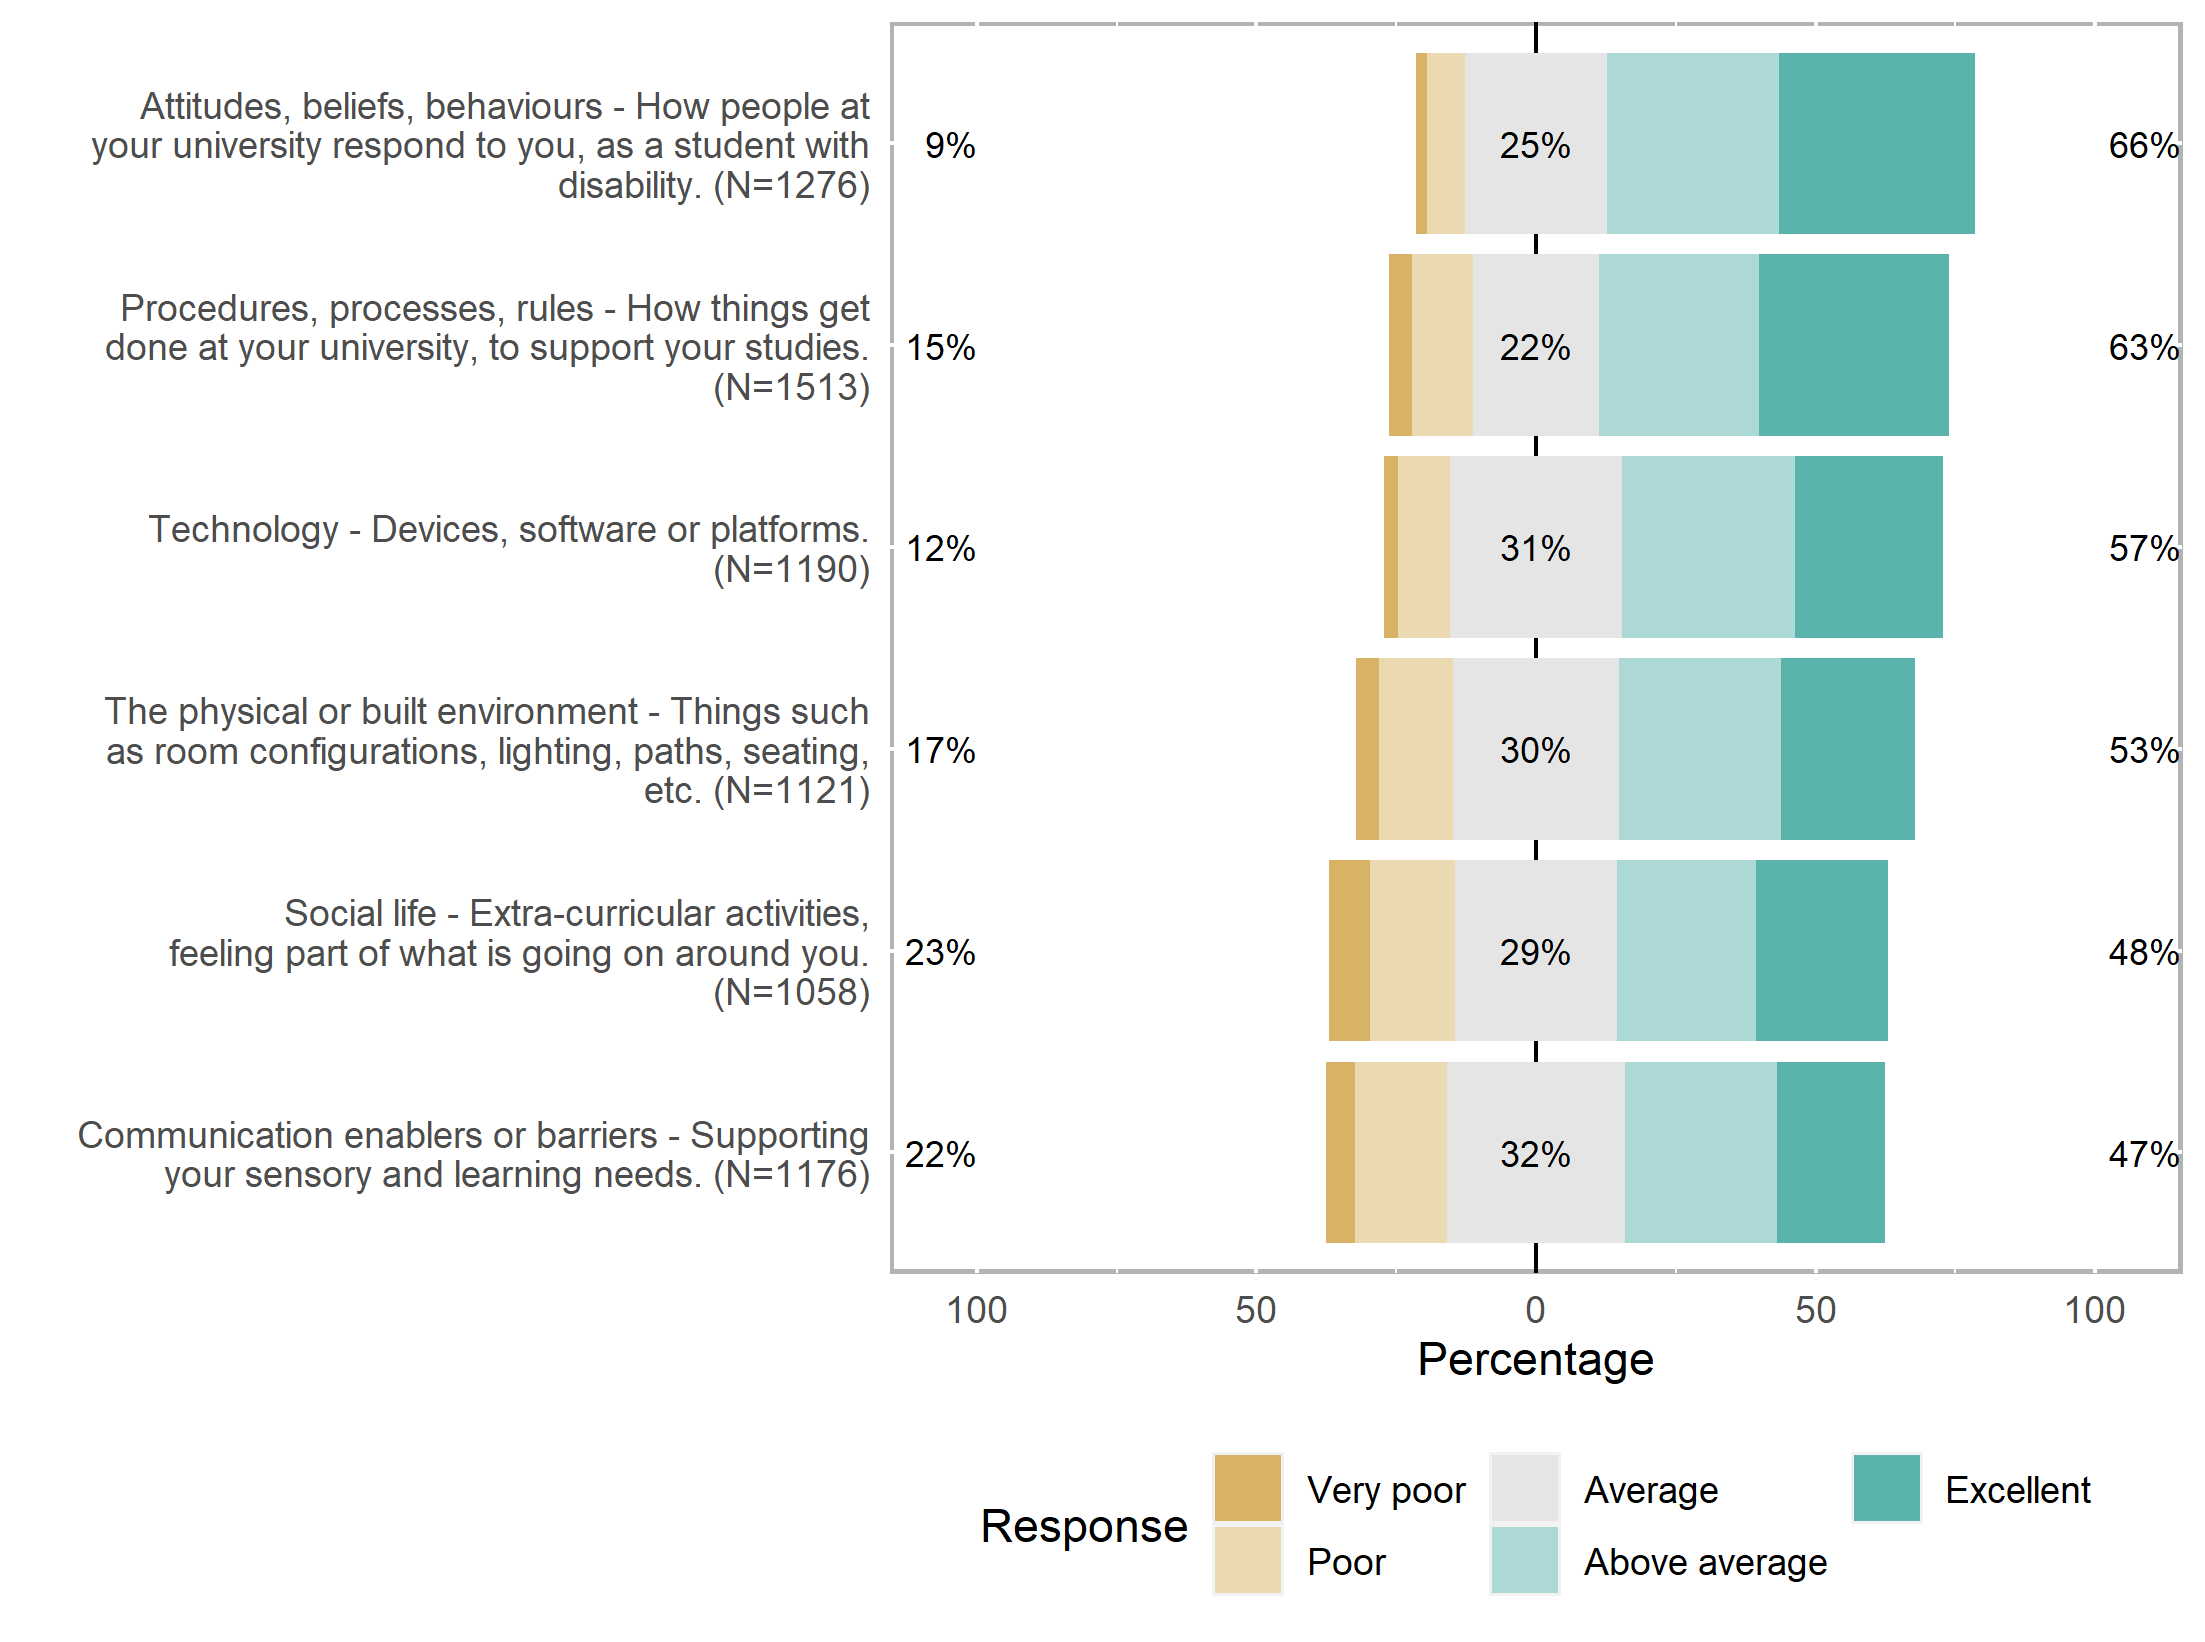 Attitudes, beliefs, behaviours - How people at
your university respond to you, as a student with
disability. (N=1276)
9%
25%
66%
Procedures, processes, rules - How things get
done at your university, to support your studies.
(N=1513)
15%
22%
63%
Technology - Devices, software or platforms.
(N=1190)
12%
31%
57%
The physical or built environment - Things such
as room configurations, lighting, paths, seating,
etc. (N=1121)
17%
30%
53%
Social life - Extra-curricular activities,
feeling part of what is going on around you.
(N=1058)
23%
29%
48%
Communication enablers or barriers - Supporting
your sensory and learning needs. (N=1176)
22%
32%
47%
100
50
0
50
100
Percentage
Response
Very poor
Poor
Average
Above average
Excellent